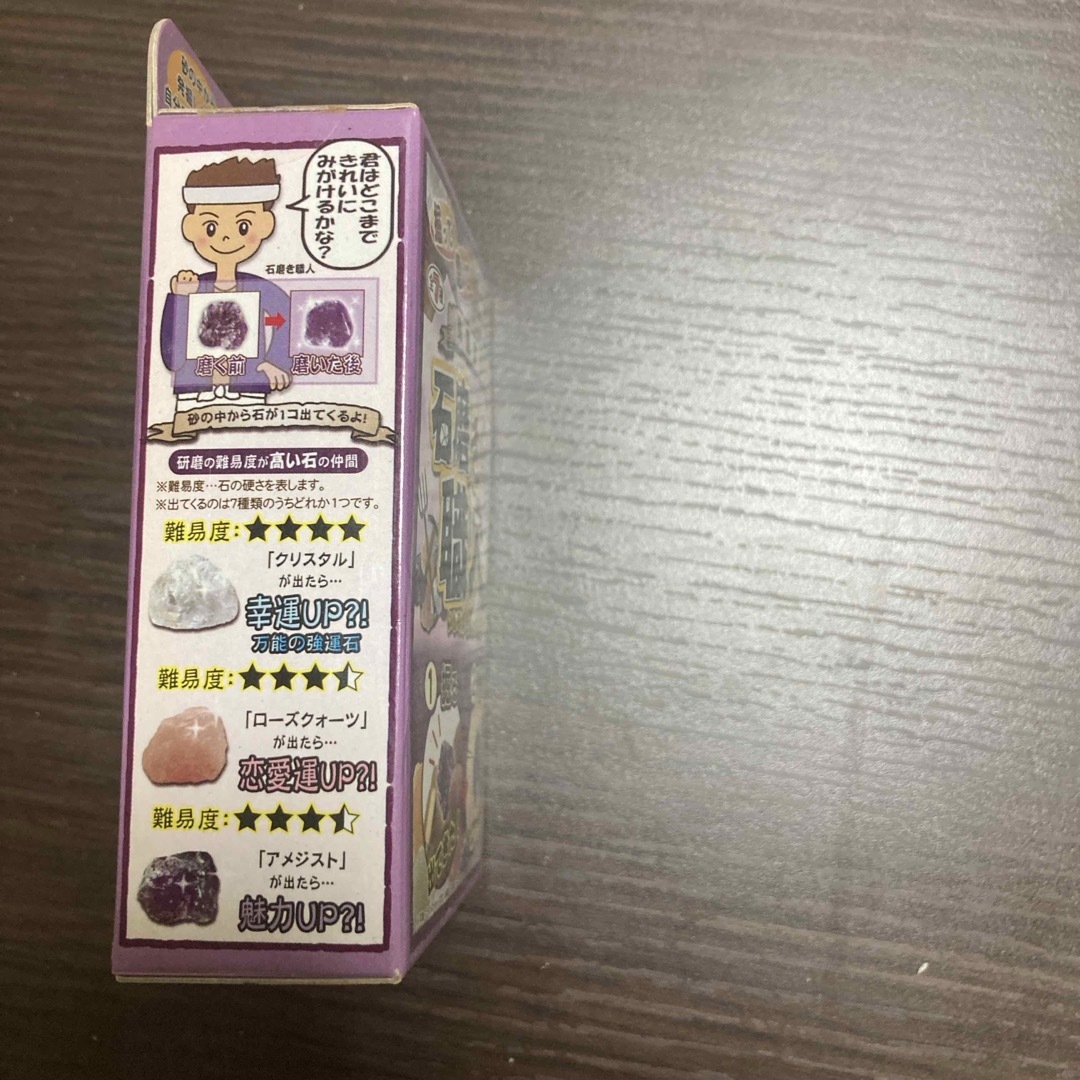 君はどこまで
きれいに
みがけるかな?
石磨き職人
磨く前
磨いた後
砂の中から石が1コ出てくるよ!
研磨の難易度が高い石の仲間
※難易度…石の硬さを表します。
※出てくるのは7種類のうちどれか1つです。
難易度:★★★★
「クリスタル」
が出たら…
幸運UP?!
万能の強運石
難易度:★★★⯪
「ローズクォーツ」
が出たら…
恋愛運UP?!
難易度:★★★⯪
「アメジスト」
が出たら…
魅力UP?!
石磨
職
1